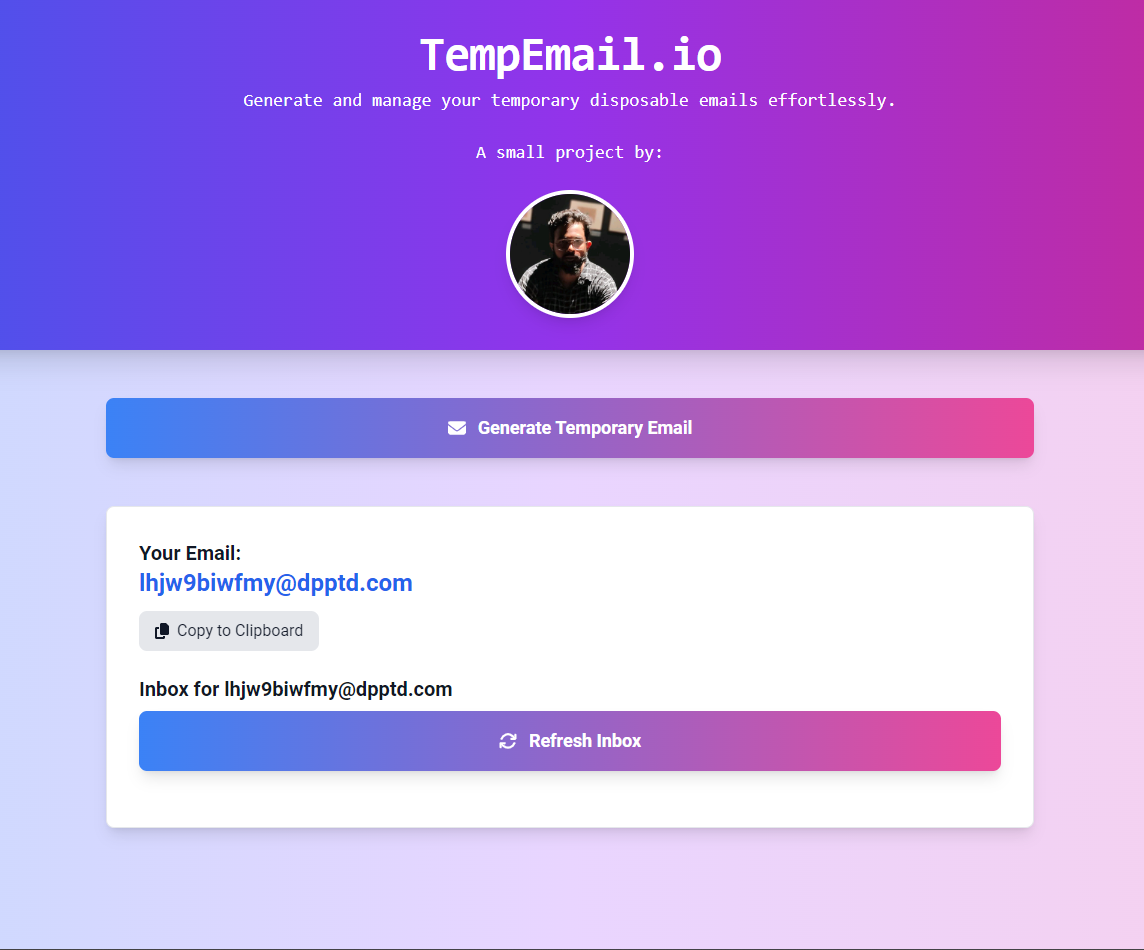 TempEmail.io
Generate and manage your temporary disposable emails effortlessly.
A small project by:
Generate Temporary Email
Your Email:
lhjw9biwfmy@dpptd.com
Copy to Clipboard
Inbox for lhjw9biwfmy@dpptd.com
Refresh Inbox